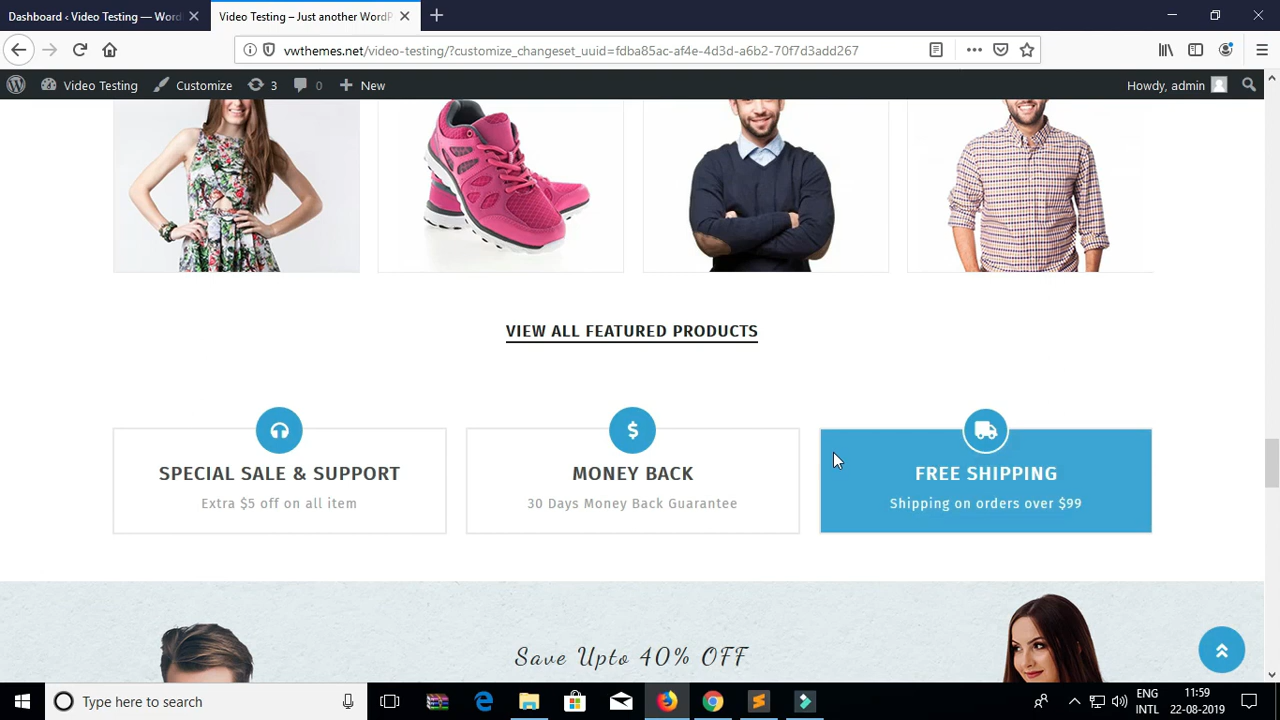 Dashboard ‹ Video Testing — Word
Video Testing – Just another WordP
vwthemes.net/video-testing/?customize_changeset_uuid=fdba85ac-af4e-4d3d-a6b2-70f7d3add267
Video Testing
Customize
3
0
New
Howdy, admin
VIEW ALL FEATURED PRODUCTS
$
SPECIAL SALE & SUPPORT
Extra $5 off on all item
MONEY BACK
30 Days Money Back Guarantee
FREE SHIPPING
Shipping on orders over $99
Save Upto 40% OFF
Type here to search
ENG
INTL
11:59
22-08-2019